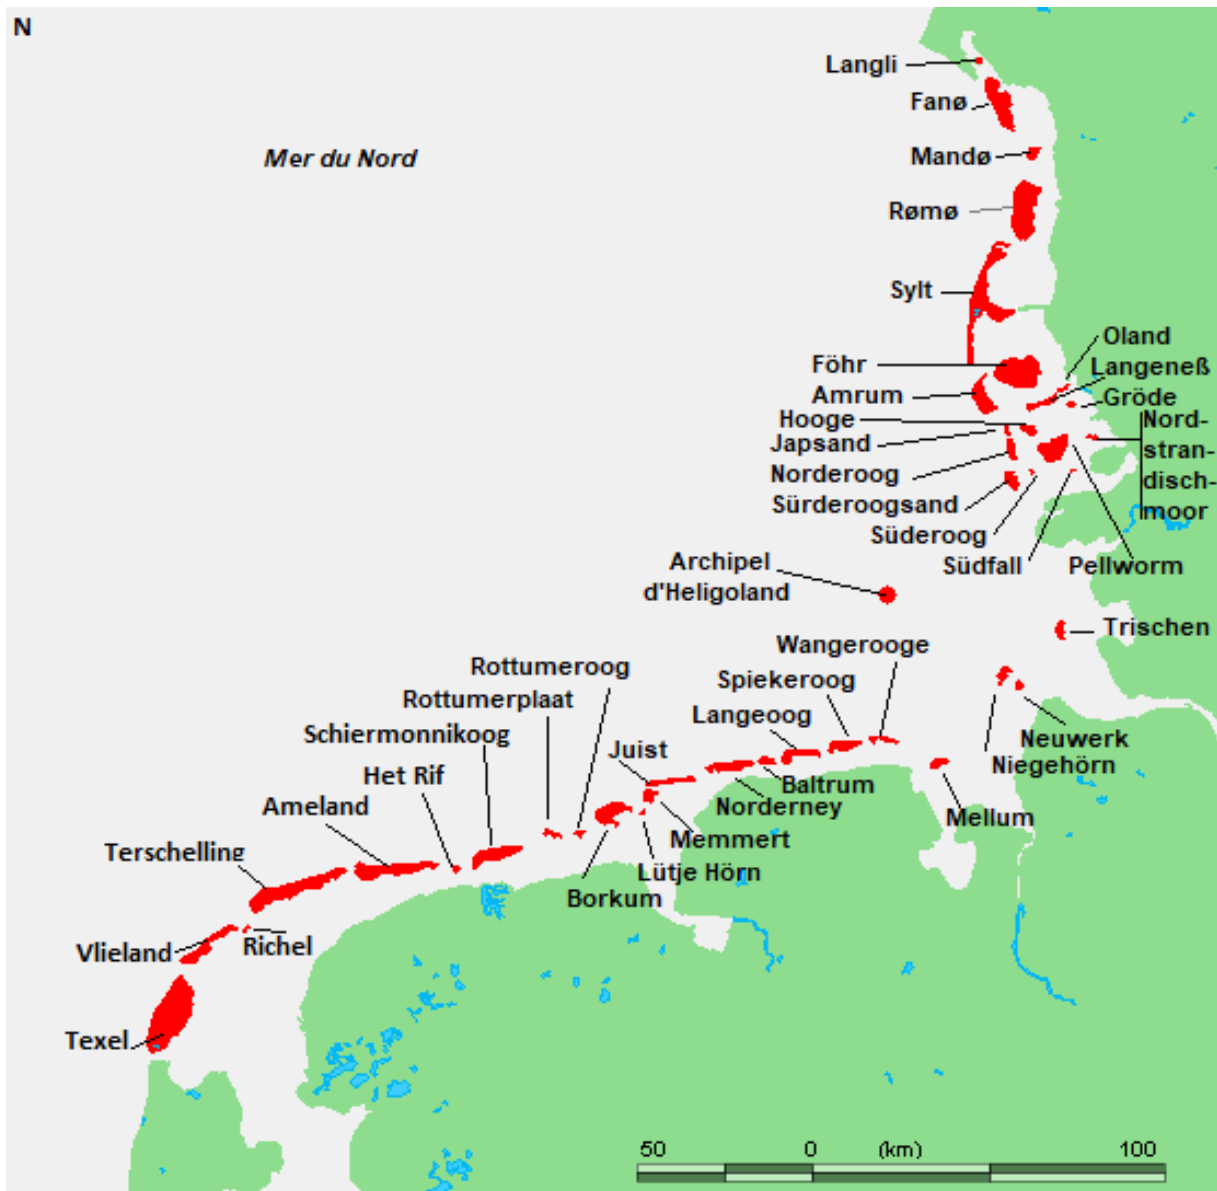 N
Langli
Fanø
Mer du Nord
Mandø
Rømø
Sylt
Oland
Föhr
Langeneß
Amrum
Gröde
Hooge
Nord-
stran-
disch-
moor
Japsand
Norderoog
Sürderoogsand
Süderoog
Südfall
Pellworm
Archipel
d'Heligoland
Trischen
Wangerooge
Rottumeroog
Spiekeroog
Rottumerplaat
Langeoog
Schiermonnikoog
Juist
Neuwerk
Niegehörn
Het Rif
Baltrum
Ameland
Norderney
Mellum
Memmert
Terschelling
Lütje Hörn
Borkum
Richel
Vlieland
Texel
50 0 (km) 100